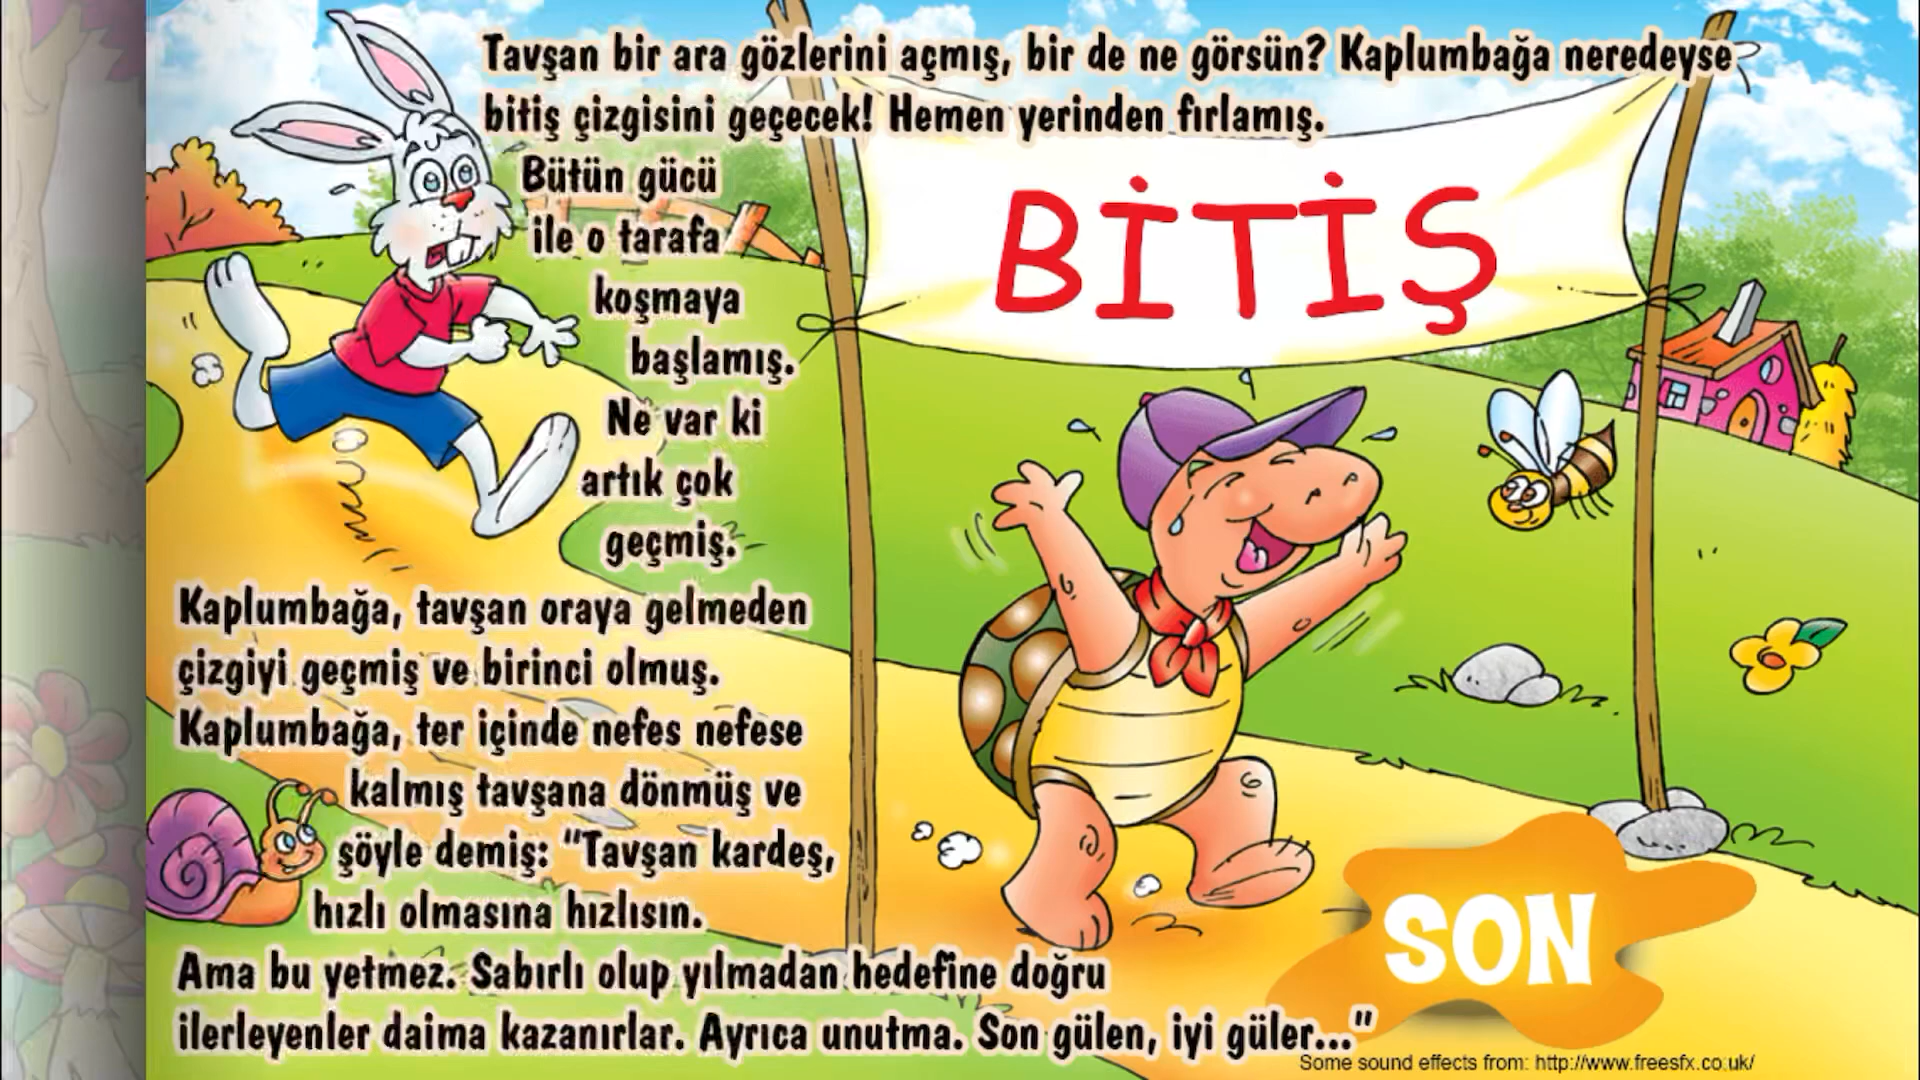 Tavşan bir ara gözlerini açmış, bir de ne görsün? Kaplumbağa neredeyse
bitiş çizgisini geçecek! Hemen yerinden fırlamış.
Bütün gücü
ile o tarafa
koşmaya
başlamış.
Ne var ki
artık çok
geçmiş.
Kaplumbağa, tavşan oraya gelmeden
çizgiyi geçmiş ve birinci olmuş.
Kaplumbağa, ter içinde nefes nefese
kalmış tavşana dönmüş ve
şöyle demiş: “Tavşan kardeş,
hızlı olmasına hızlısın.
Ama bu yetmez. Sabırlı olup yılmadan hedefine doğru
ilerleyenler daima kazanırlar. Ayrıca unutma. Son gülen, iyi güler...”
BİTİŞ
SON
Some sound effects from: http://www.freesfx.co.uk/